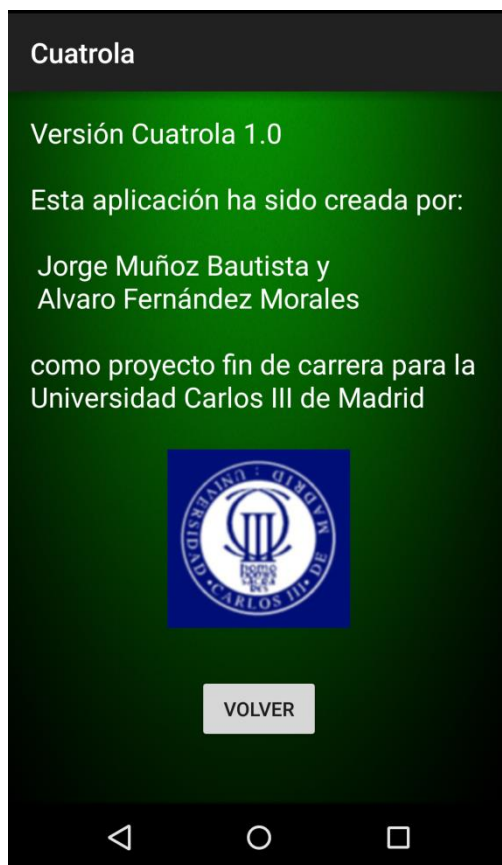 Cuatrola
Versión Cuatrola 1.0
Esta aplicación ha sido creada por:
Jorge Muñoz Bautista y
Alvaro Fernández Morales
como proyecto fin de carrera para la
Universidad Carlos III de Madrid
UNIVERSIDAD · CARLOS III · DE MADRID :
III
homo
homini
sacra
res
VOLVER